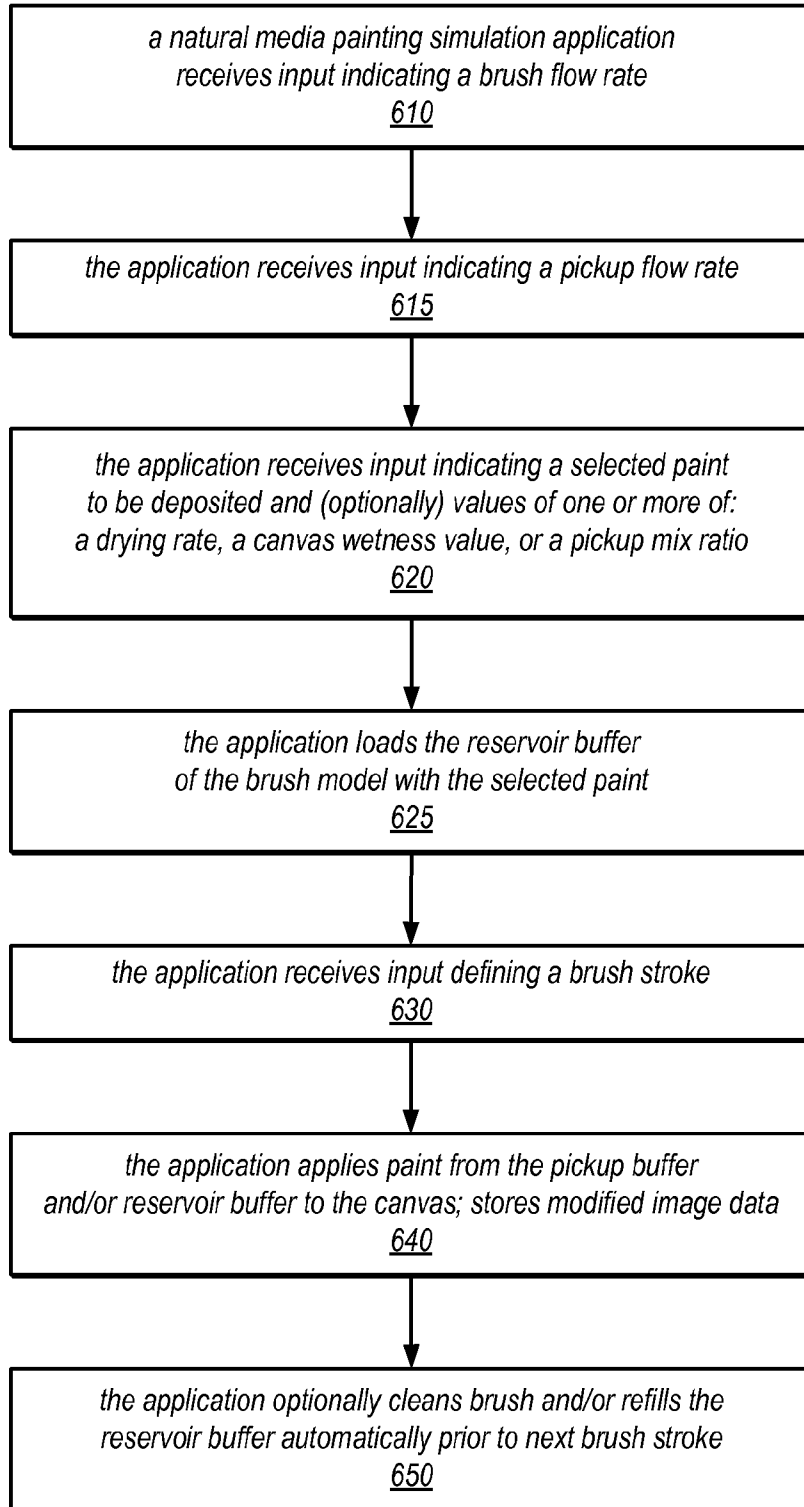 a natural media painting simulation application
receives input indicating a brush flow rate
610
the application receives input indicating a pickup flow rate
615
the application receives input indicating a selected paint
to be deposited and (optionally) values of one or more of:
a drying rate, a canvas wetness value, or a pickup mix ratio
620
the application loads the reservoir buffer
of the brush model with the selected paint
625
the application receives input defining a brush stroke
630
the application applies paint from the pickup buffer
and/or reservoir buffer to the canvas; stores modified image data
640
the application optionally cleans brush and/or refills the
reservoir buffer automatically prior to next brush stroke
650